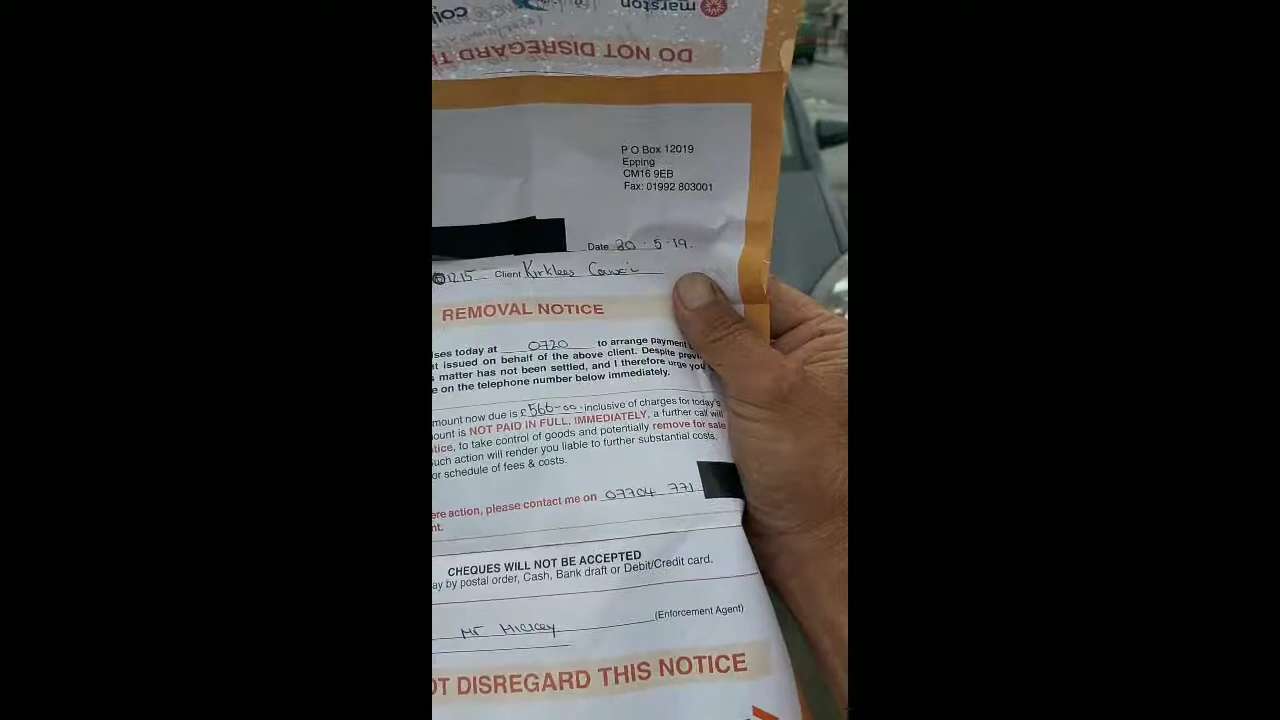 marston
DO NOT DISREGARD TH
P O Box 12019
Epping
CM16 9EB
Fax: 01992 803001
Date 20 · 5 · 19.
1215 Client Kirklees Council
REMOVAL NOTICE
ses today at 0720 to arrange payment
t issued on behalf of the above client. Despite previ
s matter has not been settled, and I therefore urge you
e on the telephone number below immediately.
mount now due is £566-00 inclusive of charges for today's
ount is NOT PAID IN FULL, IMMEDIATELY, a further call will
tice, to take control of goods and potentially remove for sale
uch action will render you liable to further substantial costs.
or schedule of fees & costs.
ere action, please contact me on 07704 771
nt.
CHEQUES WILL NOT BE ACCEPTED
ay by postal order, Cash, Bank draft or Debit/Credit card.
Mr Hickey (Enforcement Agent)
OT DISREGARD THIS NOTICE